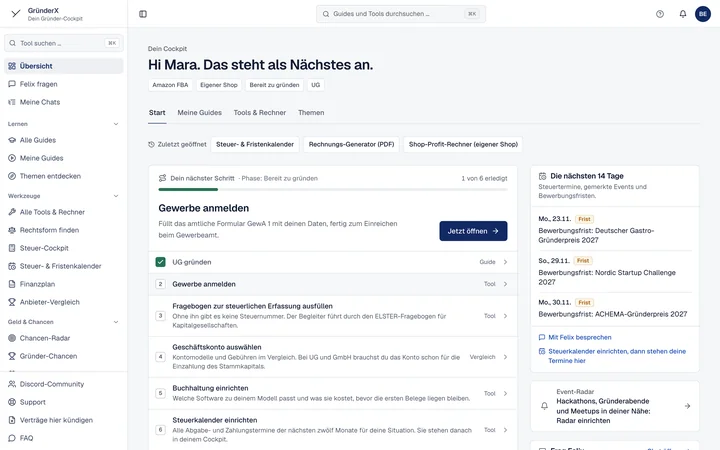 GründerX
Dein Gründer-Cockpit
Tool suchen ...
⌘K
Übersicht
Felix fragen
Meine Chats
Lernen
Alle Guides
Meine Guides
Themen entdecken
Werkzeuge
Alle Tools & Rechner
Rechtsform finden
Steuer-Cockpit
Steuer- & Fristenkalender
Finanzplan
Anbieter-Vergleich
Geld & Chancen
Chancen-Radar
Gründer-Chancen
Discord-Community
Support
Verträge hier kündigen
FAQ
Guides und Tools durchsuchen ...
⌘K
BE
Dein Cockpit
Hi Mara. Das steht als Nächstes an.
Amazon FBA
Eigener Shop
Bereit zu gründen
UG
Start
Meine Guides
Tools & Rechner
Themen
Zuletzt geöffnet
Steuer- & Fristenkalender
Rechnungs-Generator (PDF)
Shop-Profit-Rechner (eigener Shop)
Dein nächster Schritt · Phase: Bereit zu gründen
1 von 6 erledigt
Gewerbe anmelden
Füllt das amtliche Formular GewA 1 mit deinen Daten, fertig zum Einreichen
beim Gewerbeamt.
Jetzt öffnen
UG gründen
Guide
2
Gewerbe anmelden
Tool
3
Fragebogen zur steuerlichen Erfassung ausfüllen
Ohne ihn gibt es keine Steuernummer. Der Begleiter führt durch den ELSTER-Fragebogen für
Kapitalgesellschaften.
Tool
4
Geschäftskonto auswählen
Kontomodelle und Gebühren im Vergleich. Bei UG und GmbH brauchst du das Konto schon für die
Einzahlung des Stammkapitals.
Vergleich
5
Buchhaltung einrichten
Welche Software zu deinem Modell passt und was sie kostet, bevor die ersten Belege liegen bleiben.
Tool
6
Steuerkalender einrichten
Alle Abgabe- und Zahlungstermine der nächsten zwölf Monate für deine Situation. Sie stehen danach
in deinem Cockpit.
Tool
Die nächsten 14 Tage
Steuertermine, gemerkte Events und
Bewerbungsfristen.
Mo., 23.11.
Frist
Bewerbungsfrist: Deutscher Gastro-
Gründerpreis 2027
So., 29.11.
Frist
Bewerbungsfrist: Nordic Startup Challenge
2027
Mo., 30.11.
Frist
Bewerbungsfrist: ACHEMA-Gründerpreis 2027
Mit Felix besprechen
Steuerkalender einrichten, dann stehen deine
Termine hier
Event-Radar
Hackathons, Gründerabende
und Meetups in deiner Nähe:
Radar einrichten